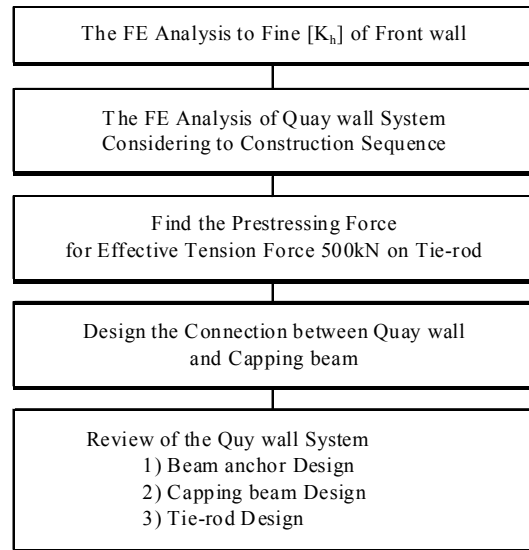 The FE Analysis to Fine [Kh] of Front wall
The FE Analysis of Quay wall System
Considering to Construction Sequence
Find the Prestressing Force
for Effective Tension Force 500kN on Tie-rod
Design the Connection between Quay wall
and Capping beam
Review of the Quy wall System
1) Beam anchor Design
2) Capping beam Design
3) Tie-rod Design